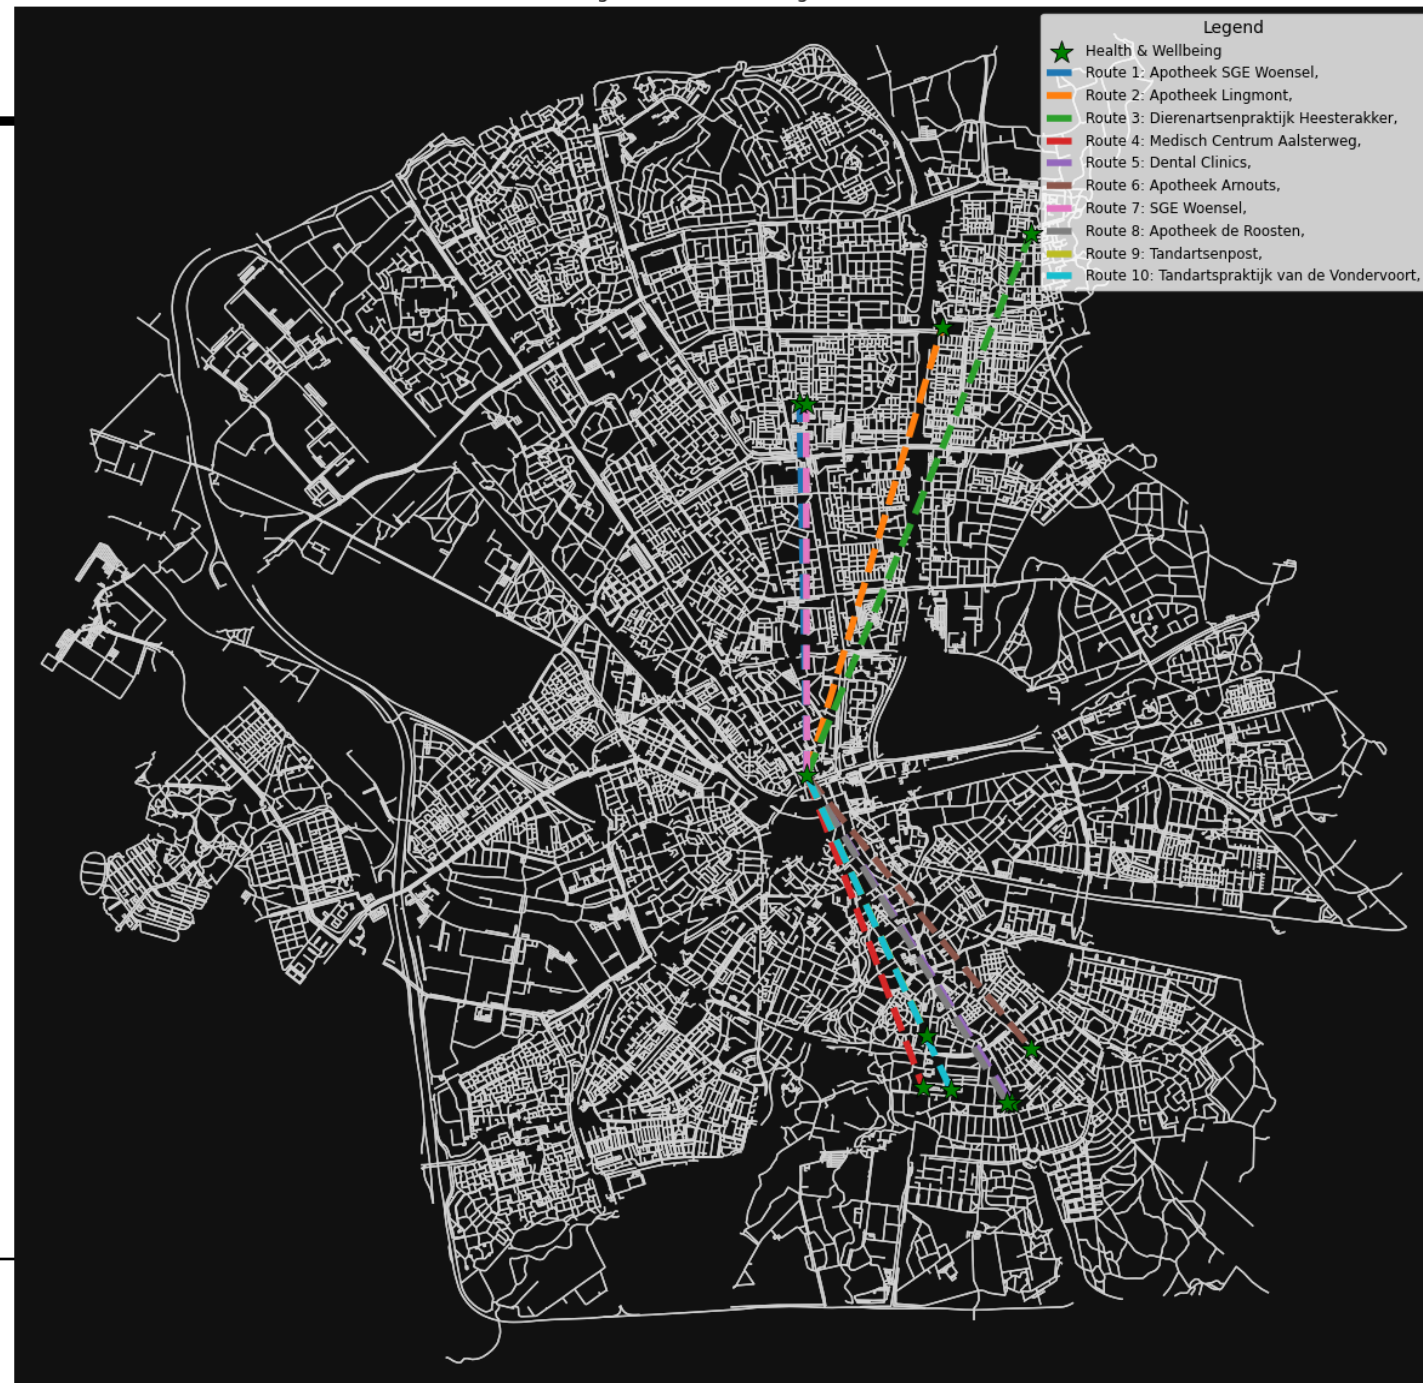 Legend
Health & Wellbeing
Route 1: Apotheek SGE Woensel,
Route 2: Apotheek Lingmont,
Route 3: Dierenartsenpraktijk Heesterakker,
Route 4: Medisch Centrum Aalsterweg,
Route 5: Dental Clinics,
Route 6: Apotheek Arnouts,
Route 7: SGE Woensel,
Route 8: Apotheek de Roosten,
Route 9: Tandartsenpost,
Route 10: Tandartspraktijk van de Vondervoort,